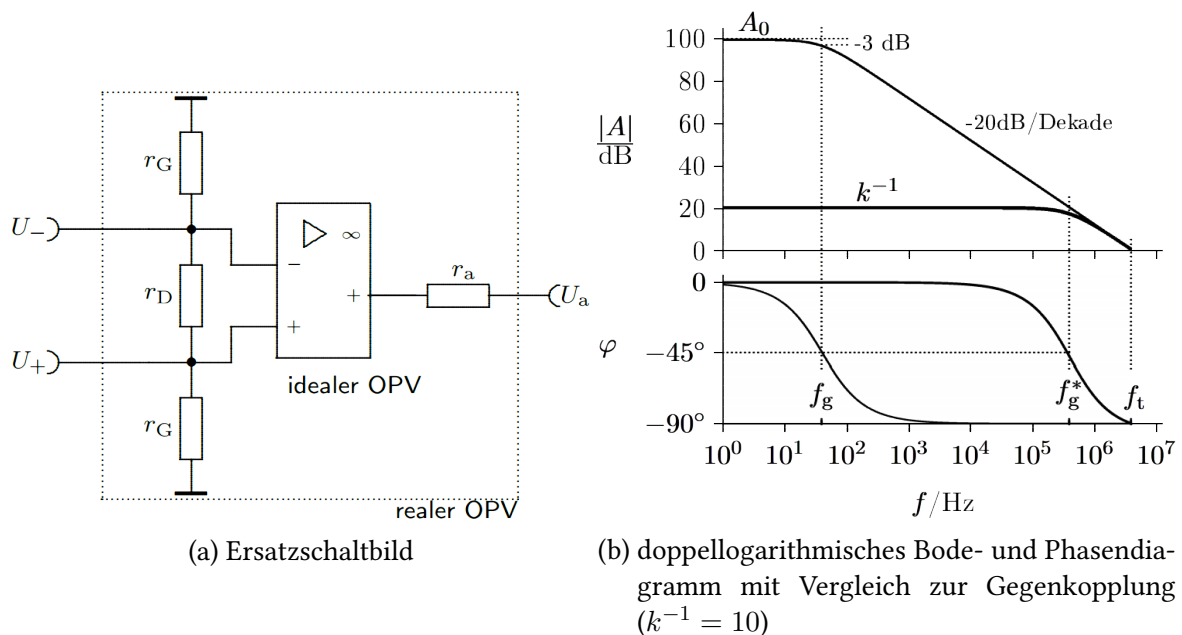 r_G
U_−
r_D
U_+
r_G
▷ ∞
−
+
+
r_a
U_a
idealer OPV
realer OPV
(a) Ersatzschaltbild
A_0
-3 dB
-20dB/Dekade
k^{-1}
|A|
dB
100
80
60
40
20
0
0
−45°
−90°
φ
f_g
f_g^*
f_t
10^0 10^1 10^2 10^3 10^4 10^5 10^6 10^7
f/Hz
(b) doppellogarithmisches Bode- und Phasendia-
gramm mit Vergleich zur Gegenkopplung
(k^{-1} = 10)